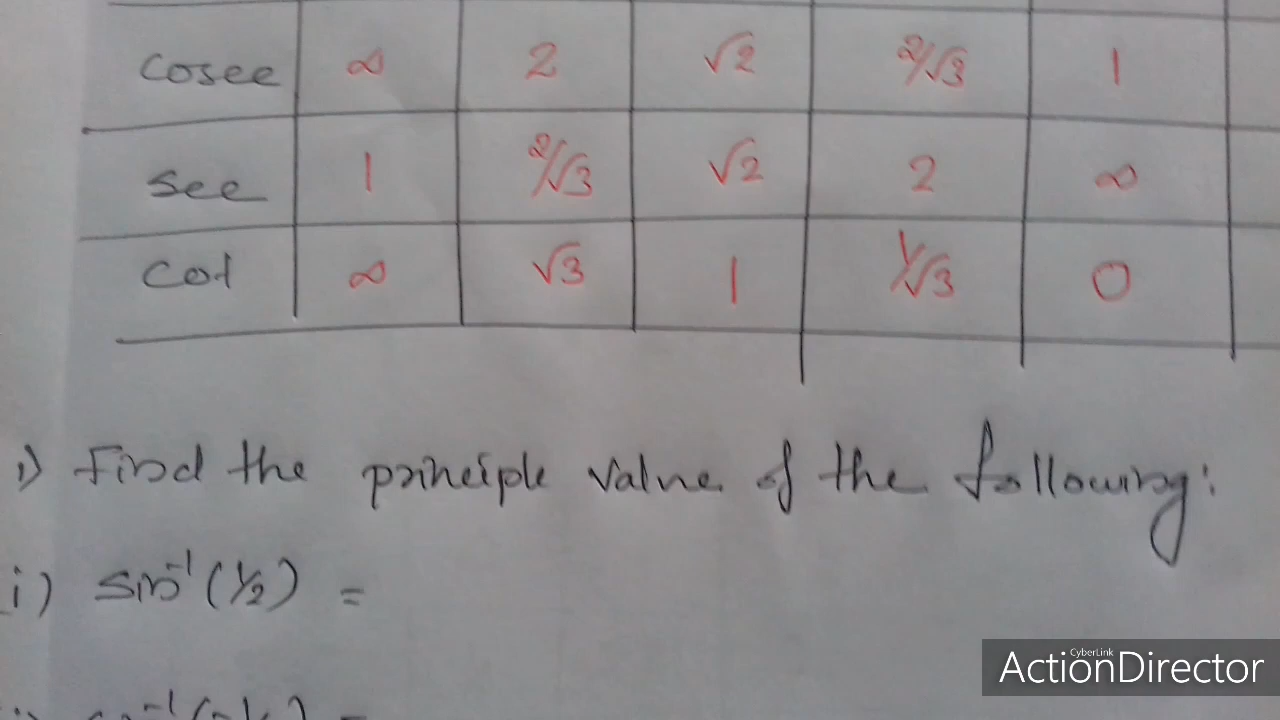 cosec ∞ 2 √2 2/√3 1
sec 1 2/√3 √2 2 ∞
cot ∞ √3 1 1/√3 0
1) Find the principle value of the following:
i) sin⁻¹(1/2) =
CyberLink
ActionDirector